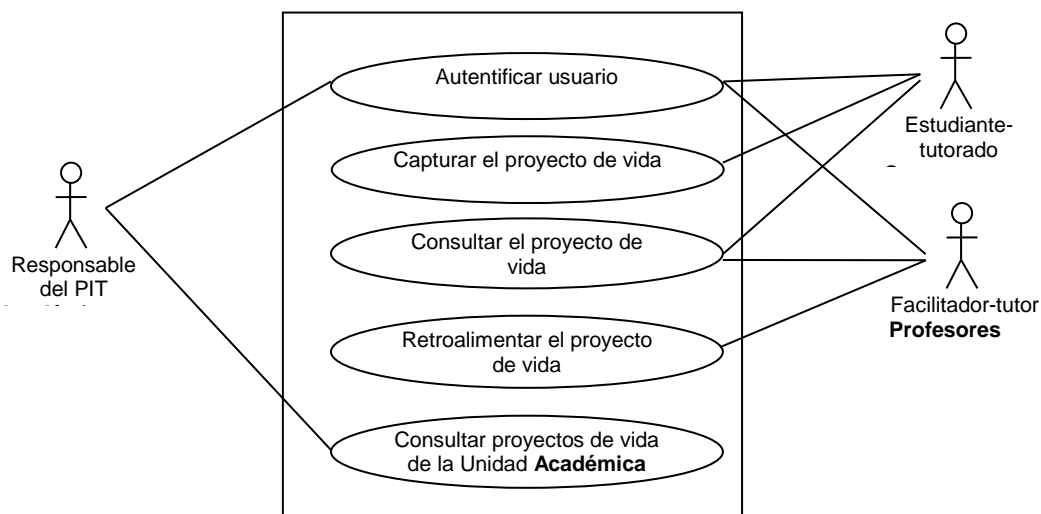 Autentificar usuario
Capturar el proyecto de vida
Consultar el proyecto de
vida
Retroalimentar el proyecto
de vida
Consultar proyectos de vida
de la Unidad Académica
Responsable
del PIT
Estudiante-
tutorado
Facilitador-tutor
Profesores